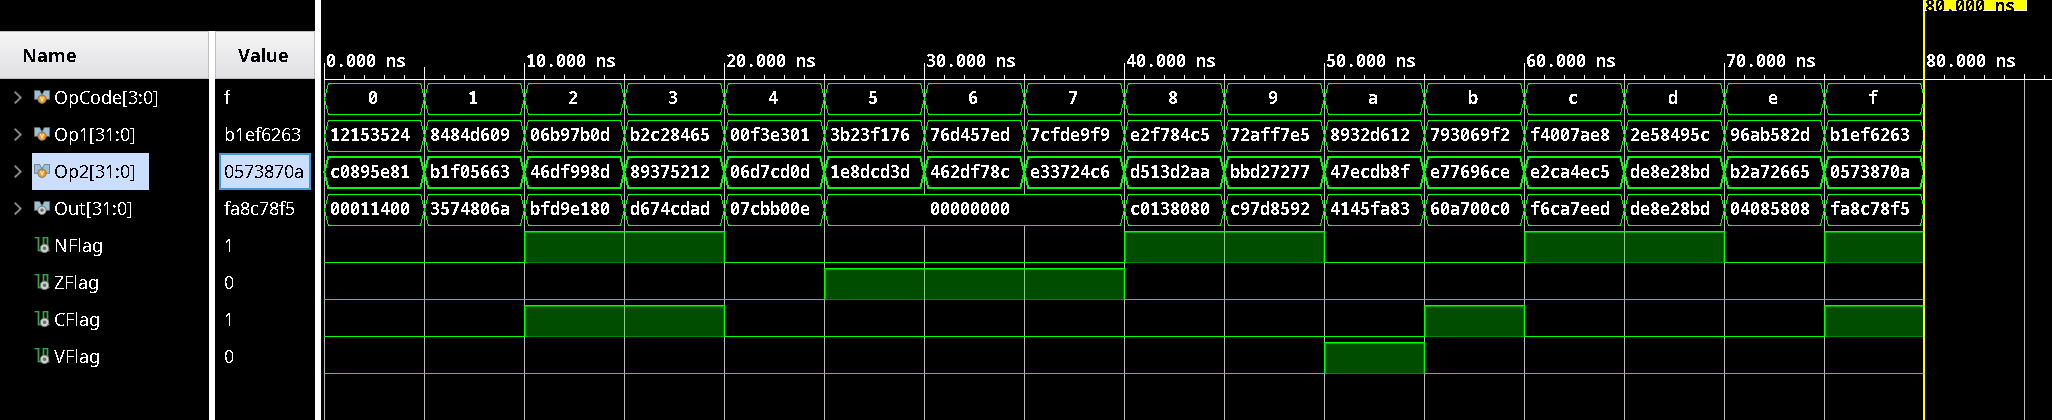 80.000 ns
Name Value
0.000 ns 10.000 ns 20.000 ns 30.000 ns 40.000 ns 50.000 ns 60.000 ns 70.000 ns 80.000 ns
OpCode[3:0] f 0 1 2 3 4 5 6 7 8 9 a b c d e f
Op1[31:0] b1ef6263 12153524 8484d609 06b97b0d b2c28465 00f3e301 3b23f176 76d457ed 7cfde9f9 e2f784c5 72aff7e5 8932d612 793069f2 f4007ae8 2e58495c 96ab582d b1ef6263
Op2[31:0] 0573870a c0895e81 b1f05663 46df998d 89375212 06d7cd0d 1e8dcd3d 462df78c e33724c6 d513d2aa bbd27277 47ecdb8f e77696ce e2ca4ec5 de8e28bd b2a72665 0573870a
Out[31:0] fa8c78f5 00011400 3574806a bfd9e180 d674cdad 07cbb00e 00000000 c0138080 c97d8592 4145fa83 60a700c0 f6ca7eed de8e28bd 04085808 fa8c78f5
NFlag 1
ZFlag 0
CFlag 1
VFlag 0